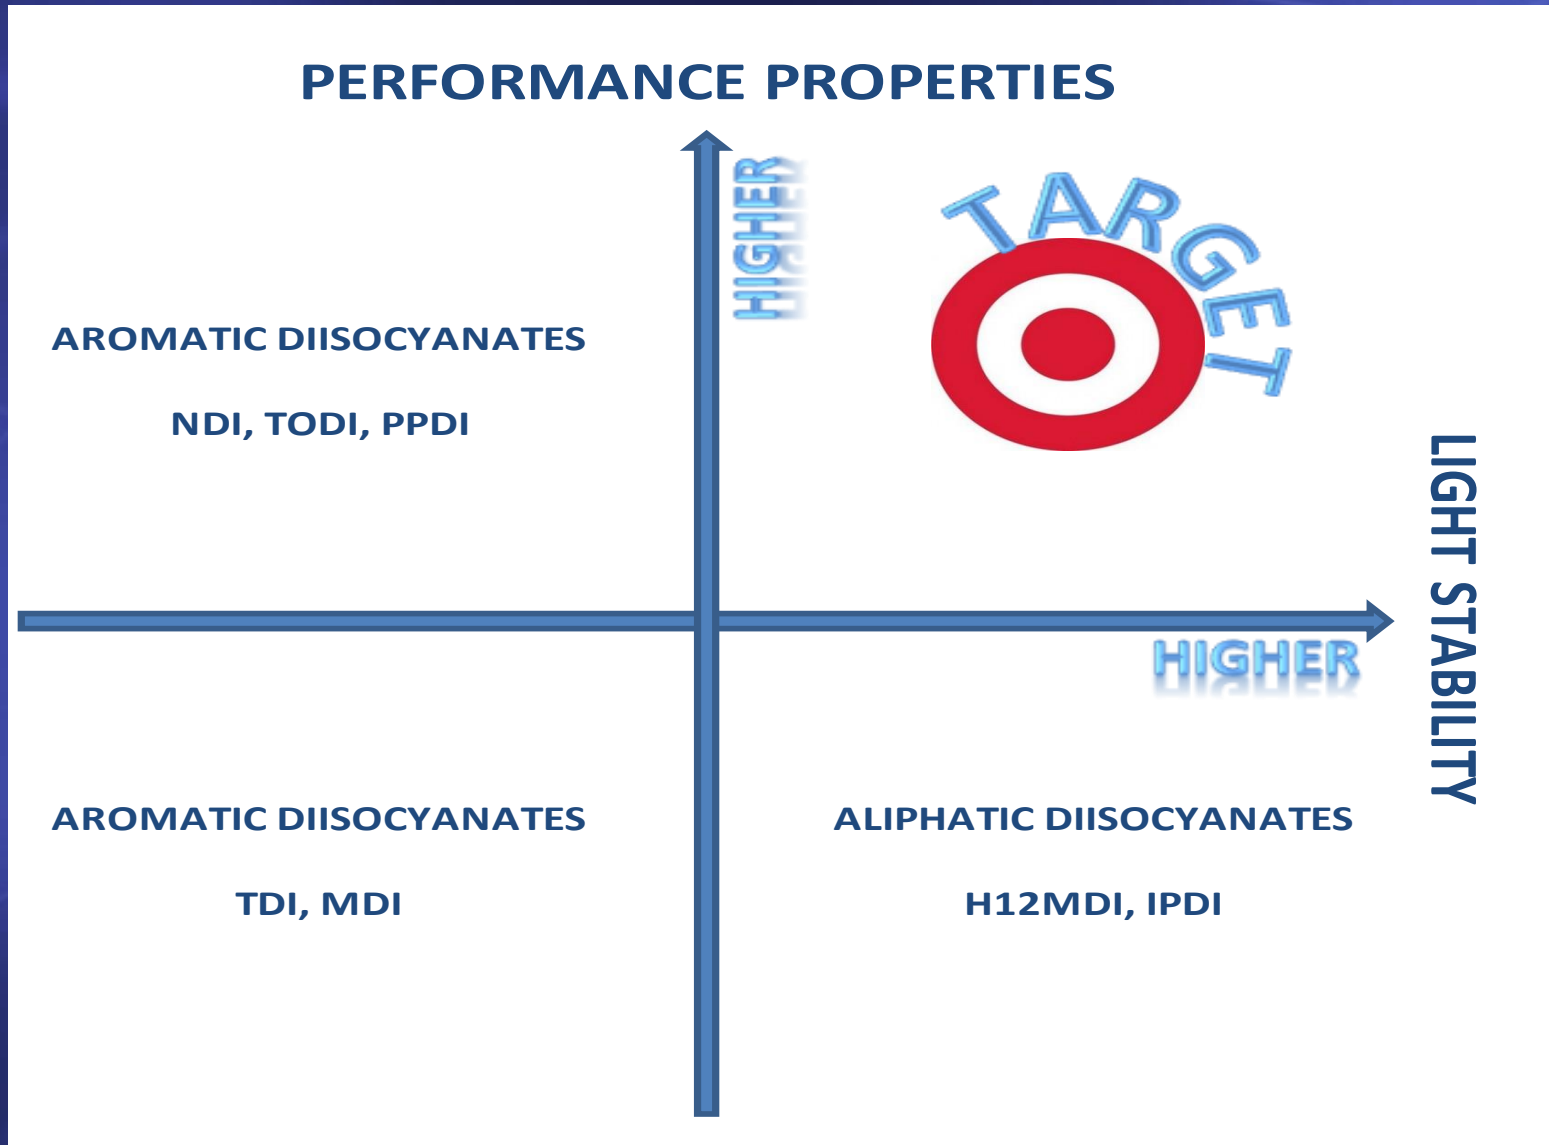 PERFORMANCE PROPERTIES
HIGHER
TARGET
AROMATIC DIISOCYANATES
NDI, TODI, PPDI
LIGHT STABILITY
HIGHER
AROMATIC DIISOCYANATES
TDI, MDI
ALIPHATIC DIISOCYANATES
H12MDI, IPDI